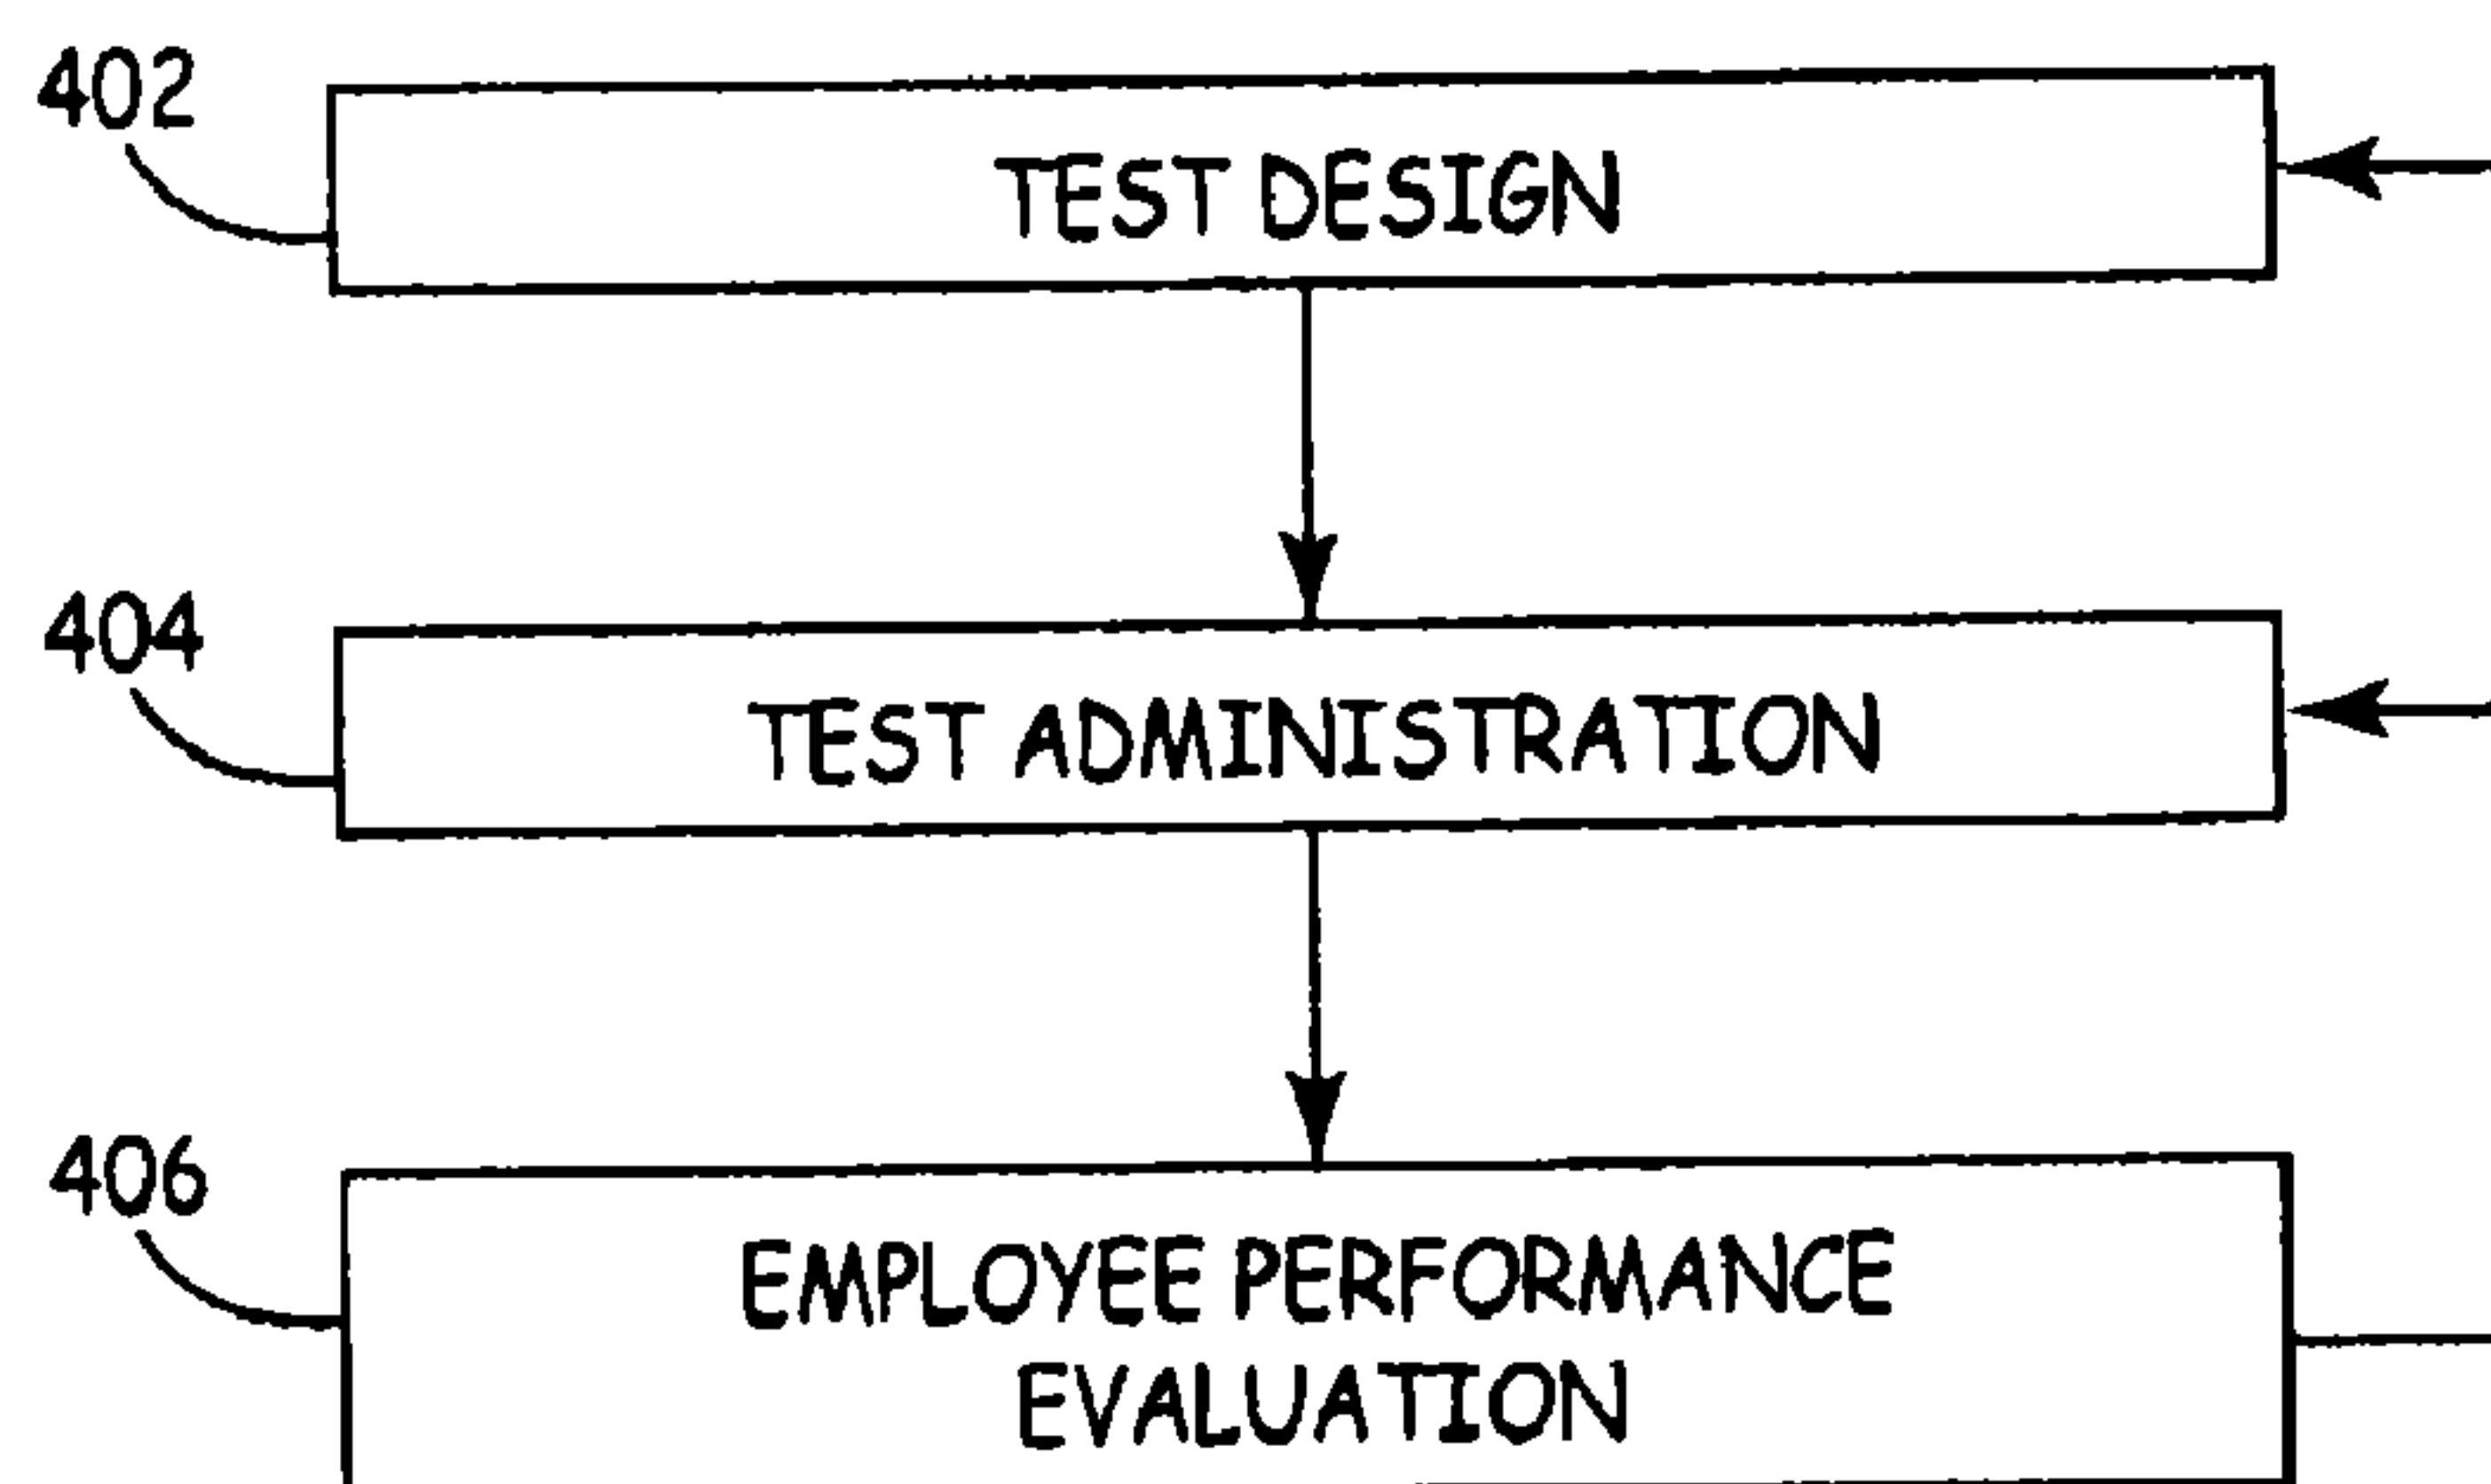 402
TEST DESIGN
404
TEST ADMINISTRATION
406
EMPLOYEE PERFORMANCE
EVALUATION